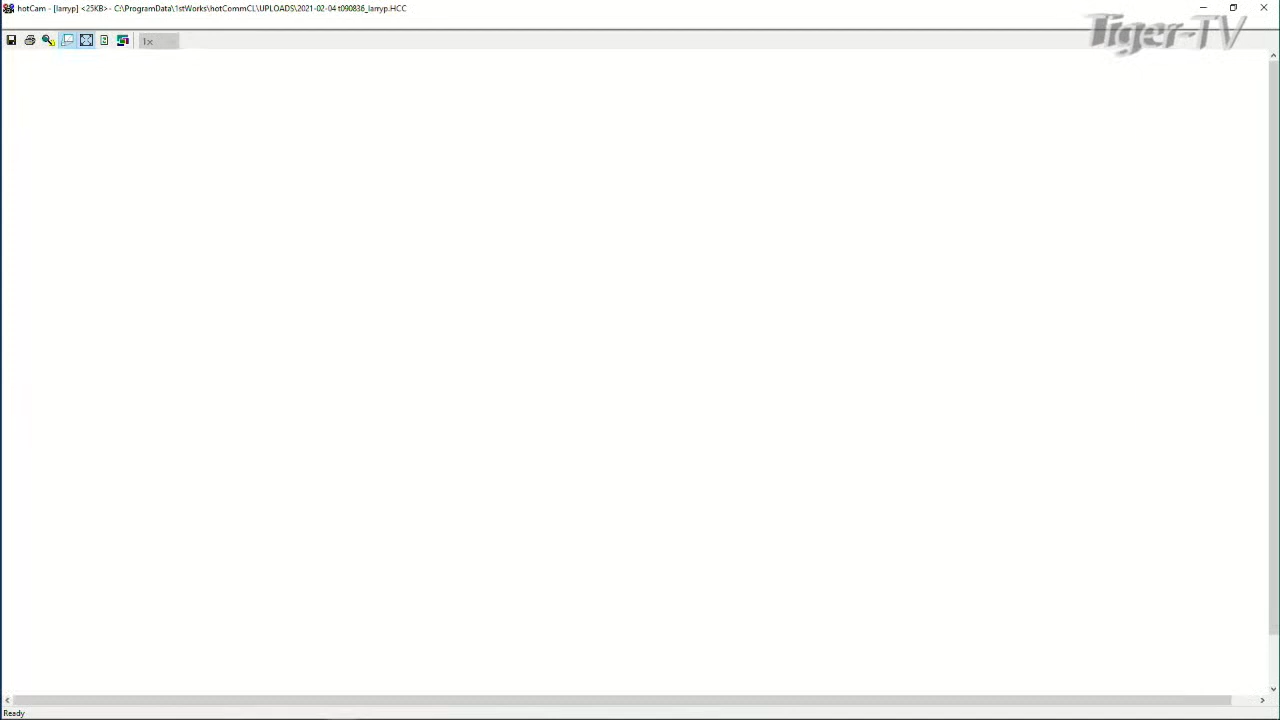 hotCam - [larryp] <25KB> - C:\ProgramData\1stWorks\hotCommCL\UPLOADS\2021-02-04 t090836_larryp.HCC
Tiger-TV
1x
Ready